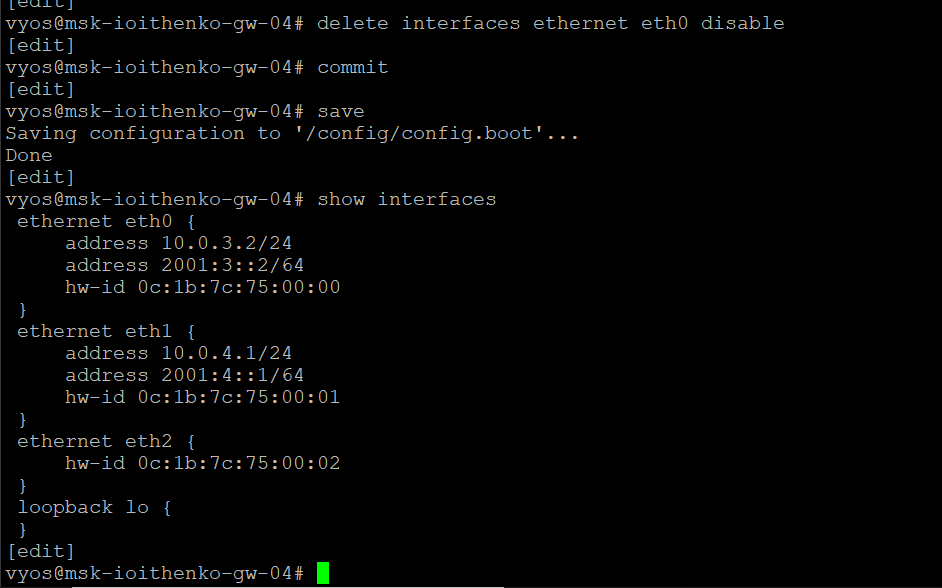 [edit]
vyos@msk-ioithenko-gw-04# delete interfaces ethernet eth0 disable
[edit]
vyos@msk-ioithenko-gw-04# commit
[edit]
vyos@msk-ioithenko-gw-04# save
Saving configuration to '/config/config.boot'...
Done
[edit]
vyos@msk-ioithenko-gw-04# show interfaces
 ethernet eth0 {
     address 10.0.3.2/24
     address 2001:3::2/64
     hw-id 0c:1b:7c:75:00:00
 }
 ethernet eth1 {
     address 10.0.4.1/24
     address 2001:4::1/64
     hw-id 0c:1b:7c:75:00:01
 }
 ethernet eth2 {
     hw-id 0c:1b:7c:75:00:02
 }
 loopback lo {
 }
[edit]
vyos@msk-ioithenko-gw-04#